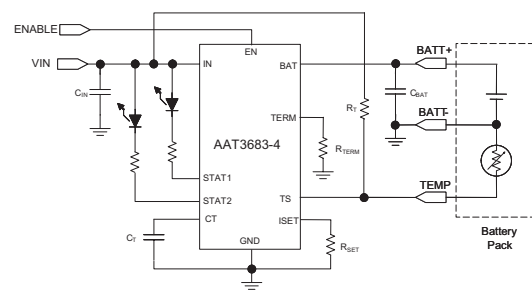 ENABLE
VIN
EN
IN
BAT
BATT+
C_IN
R_T
C_BAT
TERM
BATT-
AAT3683-4
R_TERM
STAT1
TEMP
STAT2
TS
CT
ISET
C_T
R_SET
GND
Battery
Pack